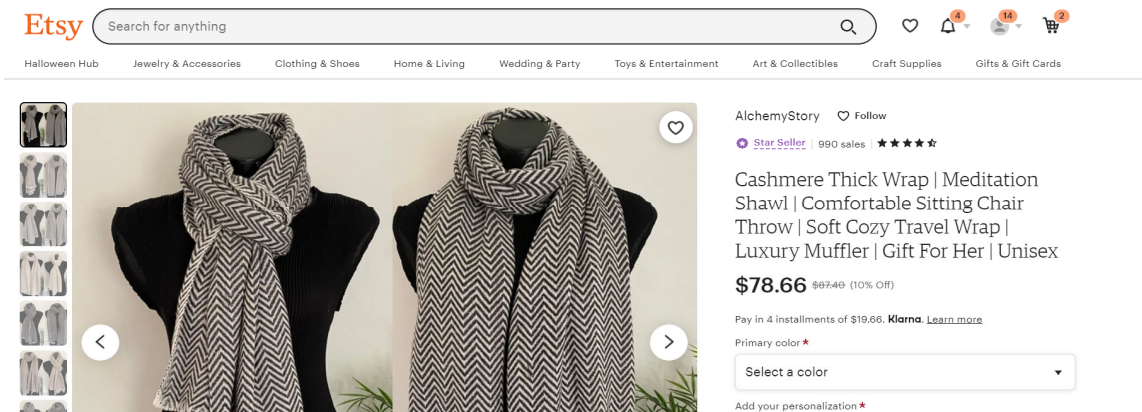 Etsy
Search for anything
4
14
2
Halloween Hub
Jewelry & Accessories
Clothing & Shoes
Home & Living
Wedding & Party
Toys & Entertainment
Art & Collectibles
Craft Supplies
Gifts & Gift Cards
AlchemyStory Follow
Star Seller | 990 sales |
Cashmere Thick Wrap | Meditation
Shawl | Comfortable Sitting Chair
Throw | Soft Cozy Travel Wrap |
Luxury Muffler | Gift For Her | Unisex
$78.66 $87.40 (10% Off)
Pay in 4 installments of $19.66. Klarna. Learn more
Primary color *
Select a color
Add your personalization *